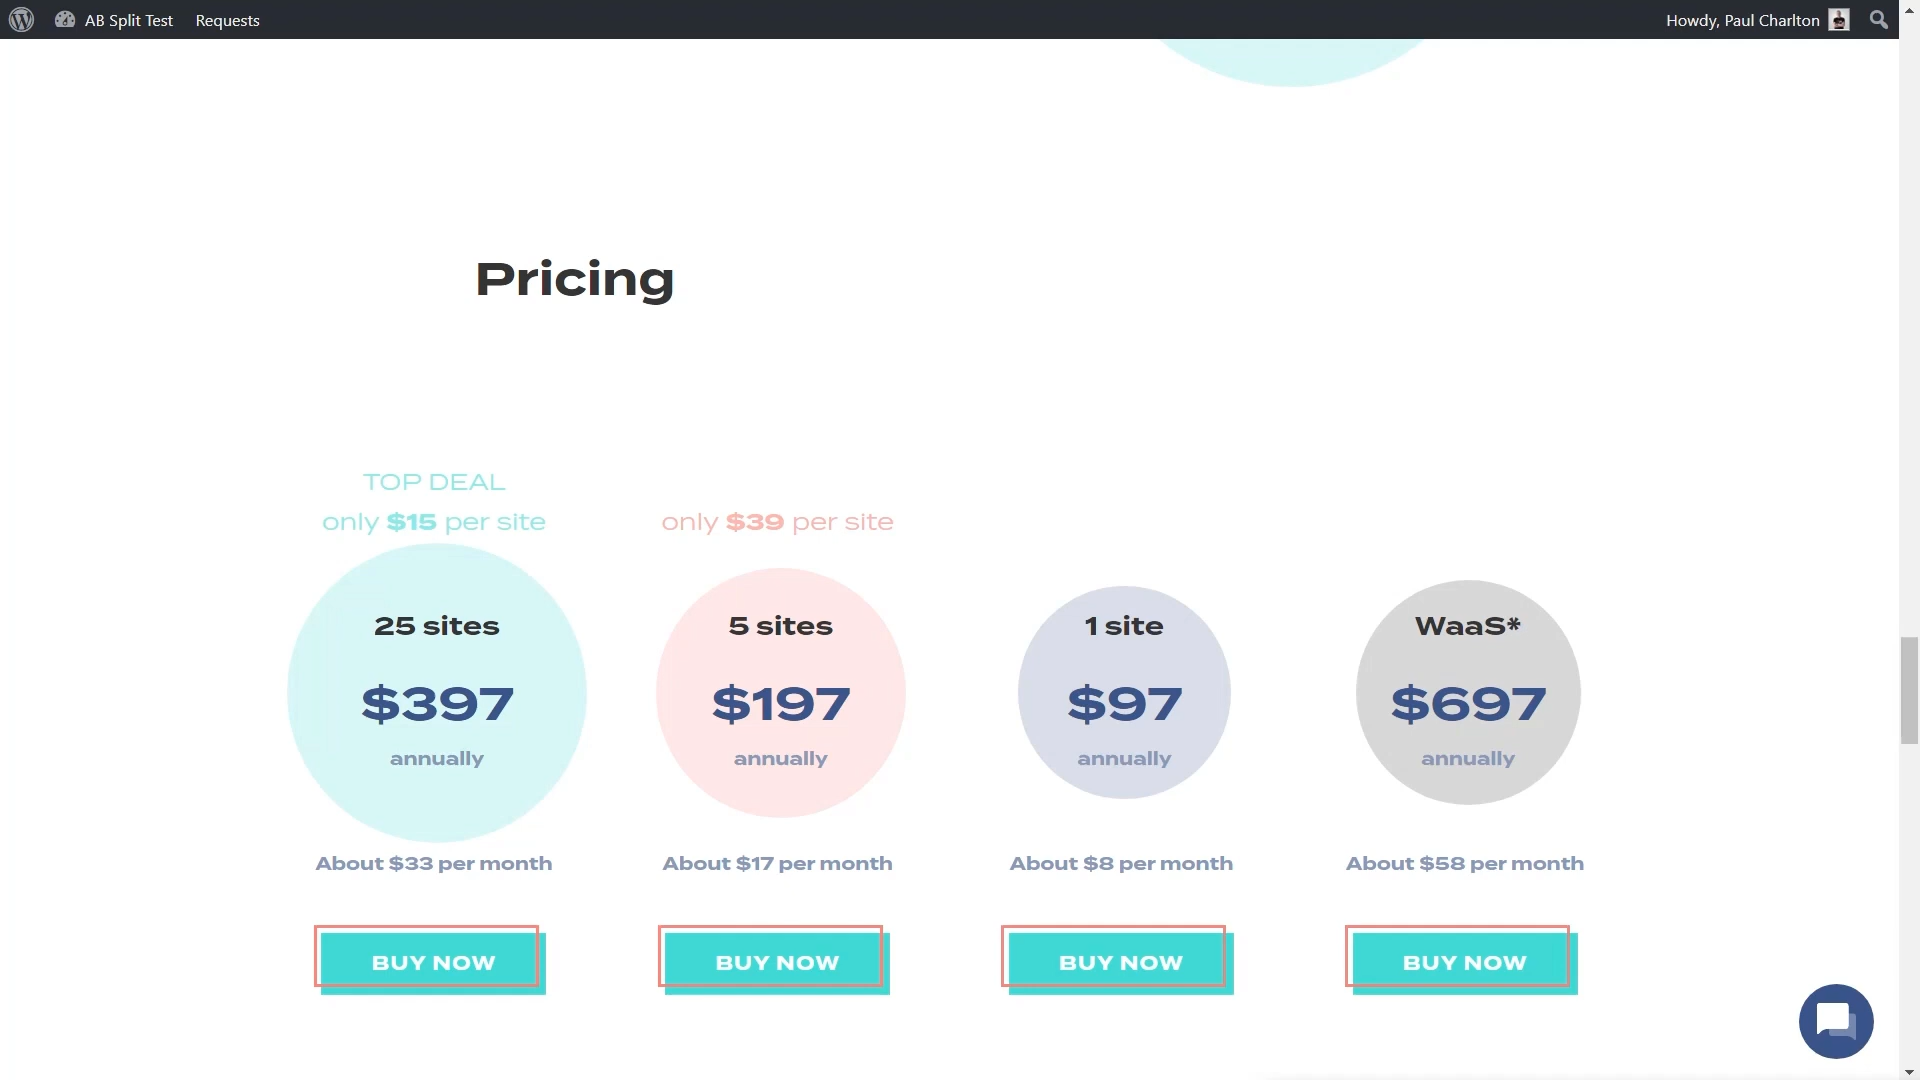 AB Split Test Requests Howdy, Paul Charlton
Pricing
TOP DEAL
only $15 per site
25 sites
$397
annually
About $33 per month
BUY NOW
only $39 per site
5 sites
$197
annually
About $17 per month
BUY NOW
1 site
$97
annually
About $8 per month
BUY NOW
WaaS*
$697
annually
About $58 per month
BUY NOW